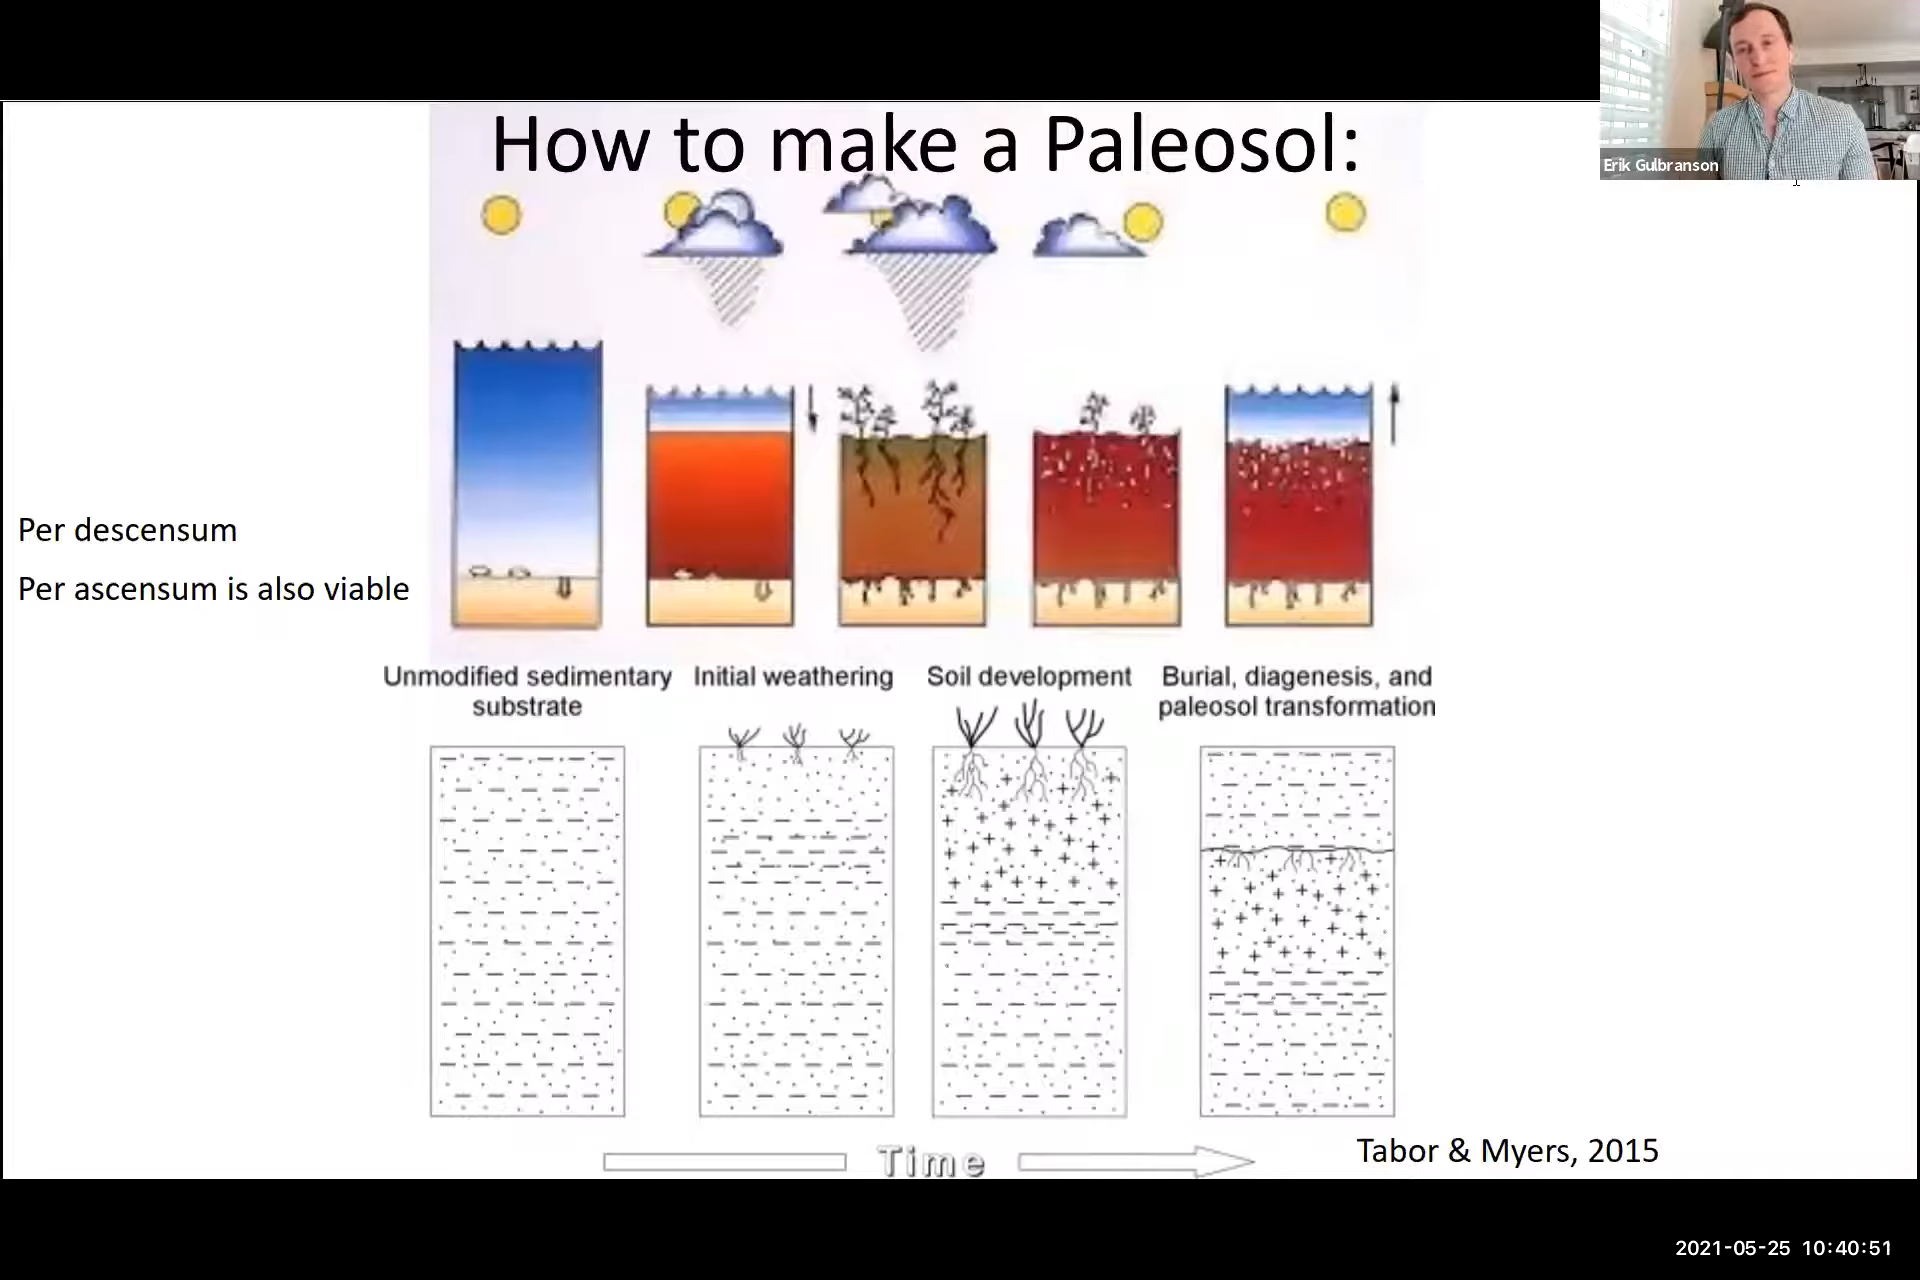 How to make a Paleosol:
Erik Gulbranson
Per descensum
Per ascensum is also viable
Unmodified sedimentary
substrate
Initial weathering
Soil development
Burial, diagenesis, and
paleosol transformation
Time
Tabor & Myers, 2015
2021-05-25 10:40:51